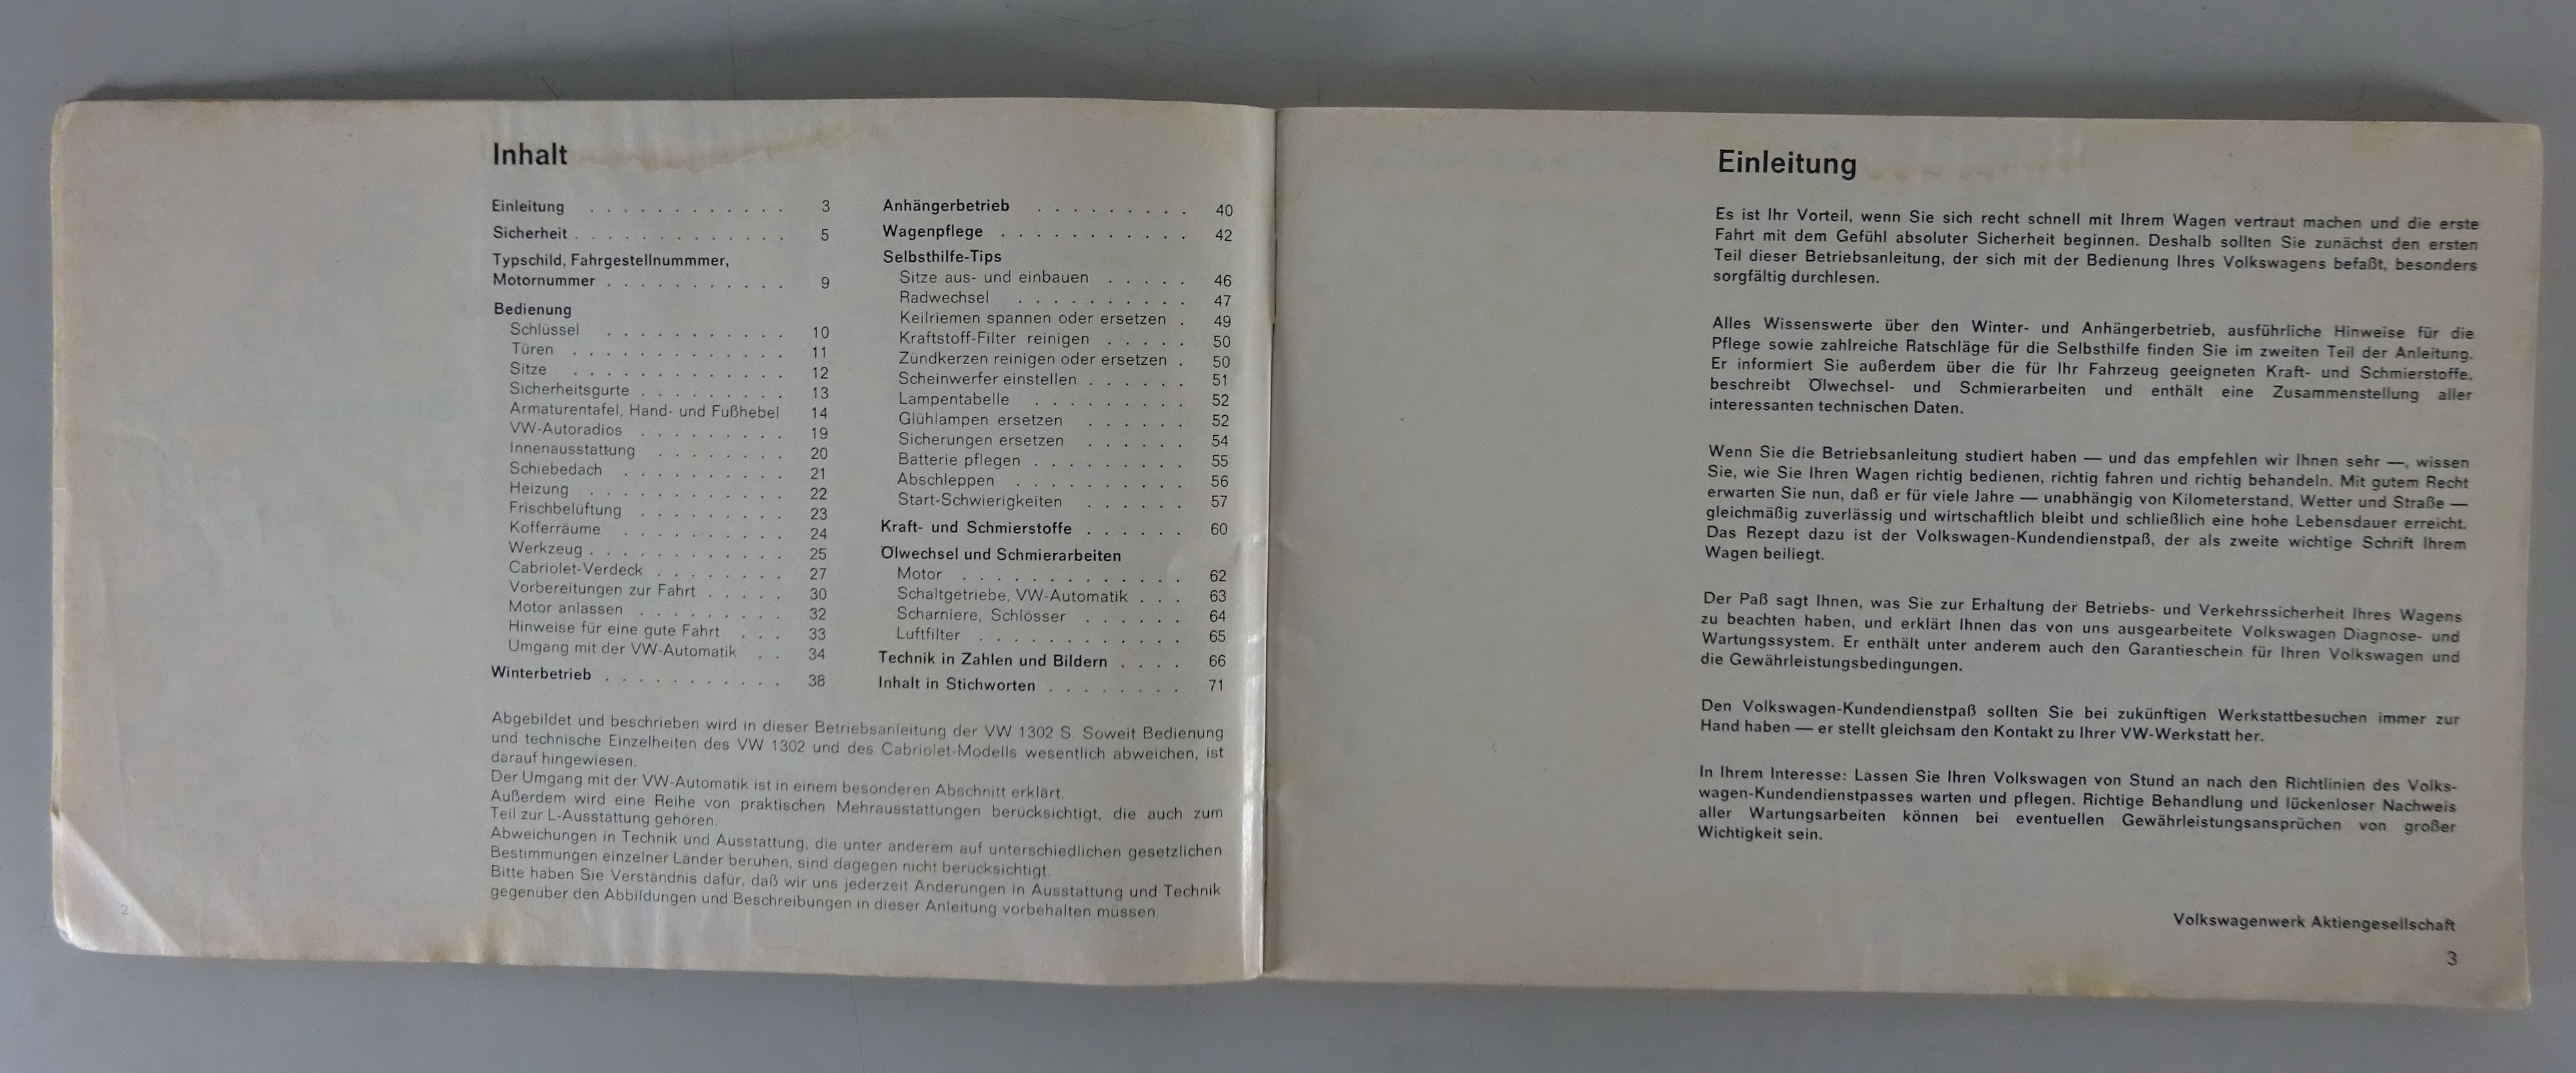 Inhalt
Einleitung . . . . . . . . . . . . 3
Sicherheit . . . . . . . . . . . . . 5
Typschild, Fahrgestellnummmer,
Motornummer . . . . . . . . . . . 9
Bedienung
Schlüssel . . . . . . . . . . . 10
Türen . . . . . . . . . . . . . 11
Sitze . . . . . . . . . . . . . 12
Sicherheitsgurte . . . . . . . . . 13
Armaturentafel, Hand- und Fußhebel 14
VW-Autoradios . . . . . . . . . 19
Innenausstattung . . . . . . . . 20
Schiebedach . . . . . . . . . . 21
Heizung . . . . . . . . . . . . 22
Frischbelüftung . . . . . . . . . 23
Kofferräume . . . . . . . . . . 24
Werkzeug . . . . . . . . . . . . 25
Cabriolet-Verdeck . . . . . . . . 27
Vorbereitungen zur Fahrt . . . . . 30
Motor anlassen . . . . . . . . . 32
Hinweise für eine gute Fahrt . . . 33
Umgang mit der VW-Automatik . . 34
Winterbetrieb . . . . . . . . . . . 38
Anhängerbetrieb . . . . . . . . . 40
Wagenpflege . . . . . . . . . . . 42
Selbsthilfe-Tips
Sitze aus- und einbauen . . . . . 46
Radwechsel . . . . . . . . . . 47
Keilriemen spannen oder ersetzen . 49
Kraftstoff-Filter reinigen . . . . . 50
Zündkerzen reinigen oder ersetzen . 50
Scheinwerfer einstellen . . . . . . 51
Lampentabelle . . . . . . . . . 52
Glühlampen ersetzen . . . . . . 52
Sicherungen ersetzen . . . . . . 54
Batterie pflegen . . . . . . . . . 55
Abschleppen . . . . . . . . . . 56
Start-Schwierigkeiten . . . . . . 57
Kraft- und Schmierstoffe . . . . . . 60
Ölwechsel und Schmierarbeiten
Motor . . . . . . . . . . . . . 62
Schaltgetriebe, VW-Automatik . . . 63
Scharniere, Schlösser . . . . . . 64
Luftfilter . . . . . . . . . . . . 65
Technik in Zahlen und Bildern . . . . 66
Inhalt in Stichworten . . . . . . . . 71
Abgebildet und beschrieben wird in dieser Betriebsanleitung der VW 1302 S. Soweit Bedienung
und technische Einzelheiten des VW 1302 und des Cabriolet-Modells wesentlich abweichen, ist
darauf hingewiesen.
Der Umgang mit der VW-Automatik ist in einem besonderen Abschnitt erklärt.
Außerdem wird eine Reihe von praktischen Mehrausstattungen berücksichtigt, die auch zum
Teil zur L-Ausstattung gehören.
Abweichungen in Technik und Ausstattung, die unter anderem auf unterschiedlichen gesetzlichen
Bestimmungen einzelner Länder beruhen, sind dagegen nicht berücksichtigt.
Bitte haben Sie Verständnis dafür, daß wir uns jederzeit Änderungen in Ausstattung und Technik
gegenüber den Abbildungen und Beschreibungen in dieser Anleitung vorbehalten müssen.
2
Einleitung
Es ist Ihr Vorteil, wenn Sie sich recht schnell mit Ihrem Wagen vertraut machen und die erste
Fahrt mit dem Gefühl absoluter Sicherheit beginnen. Deshalb sollten Sie zunächst den ersten
Teil dieser Betriebsanleitung, der sich mit der Bedienung Ihres Volkswagens befaßt, besonders
sorgfältig durchlesen.
Alles Wissenswerte über den Winter- und Anhängerbetrieb, ausführliche Hinweise für die
Pflege sowie zahlreiche Ratschläge für die Selbsthilfe finden Sie im zweiten Teil der Anleitung.
Er informiert Sie außerdem über die für Ihr Fahrzeug geeigneten Kraft- und Schmierstoffe,
beschreibt Ölwechsel- und Schmierarbeiten und enthält eine Zusammenstellung aller
interessanten technischen Daten.
Wenn Sie die Betriebsanleitung studiert haben — und das empfehlen wir Ihnen sehr —, wissen
Sie, wie Sie Ihren Wagen richtig bedienen, richtig fahren und richtig behandeln. Mit gutem Recht
erwarten Sie nun, daß er für viele Jahre — unabhängig von Kilometerstand, Wetter und Straße —
gleichmäßig zuverlässig und wirtschaftlich bleibt und schließlich eine hohe Lebensdauer erreicht.
Das Rezept dazu ist der Volkswagen-Kundendienstpaß, der als zweite wichtige Schrift Ihrem
Wagen beiliegt.
Der Paß sagt Ihnen, was Sie zur Erhaltung der Betriebs- und Verkehrssicherheit Ihres Wagens
zu beachten haben, und erklärt Ihnen das von uns ausgearbeitete Volkswagen Diagnose- und
Wartungssystem. Er enthält unter anderem auch den Garantieschein für Ihren Volkswagen und
die Gewährleistungsbedingungen.
Den Volkswagen-Kundendienstpaß sollten Sie bei zukünftigen Werkstattbesuchen immer zur
Hand haben — er stellt gleichsam den Kontakt zu Ihrer VW-Werkstatt her.
In Ihrem Interesse: Lassen Sie Ihren Volkswagen von Stund an nach den Richtlinien des Volks-
wagen-Kundendienstpasses warten und pflegen. Richtige Behandlung und lückenloser Nachweis
aller Wartungsarbeiten können bei eventuellen Gewährleistungsansprüchen von großer
Wichtigkeit sein.
Volkswagenwerk Aktiengesellschaft
3